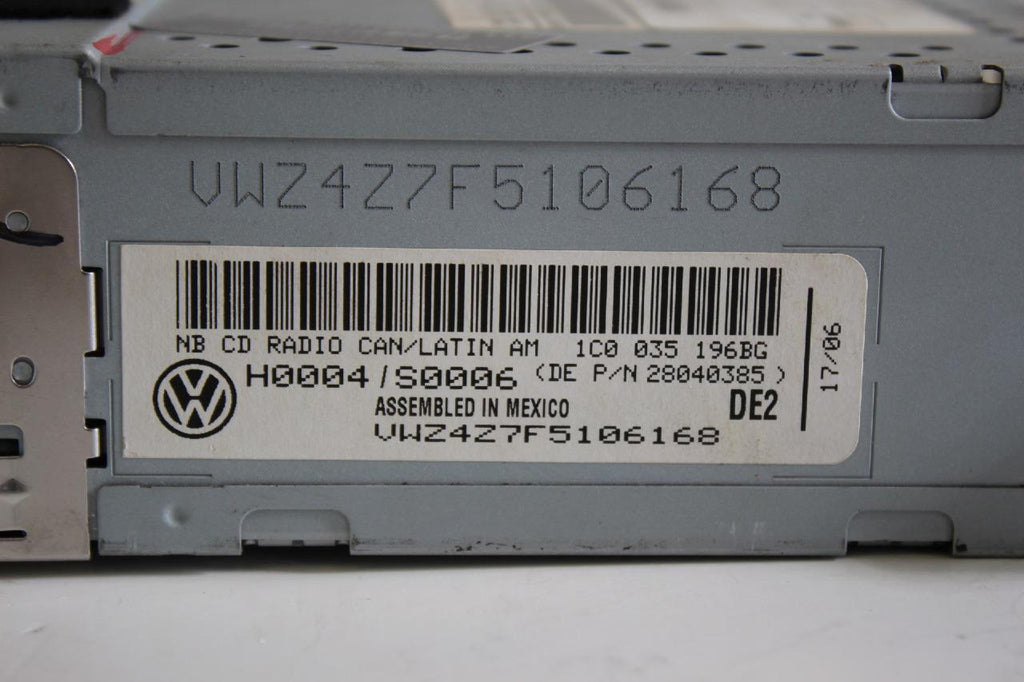 VWZ4Z7F5106168
NB CD RADIO CAN/LATIN AM 1C0 035 196BG
H0004/S0006 (DE P/N 28040385)
ASSEMBLED IN MEXICO DE2
VWZ4Z7F5106168
17/06